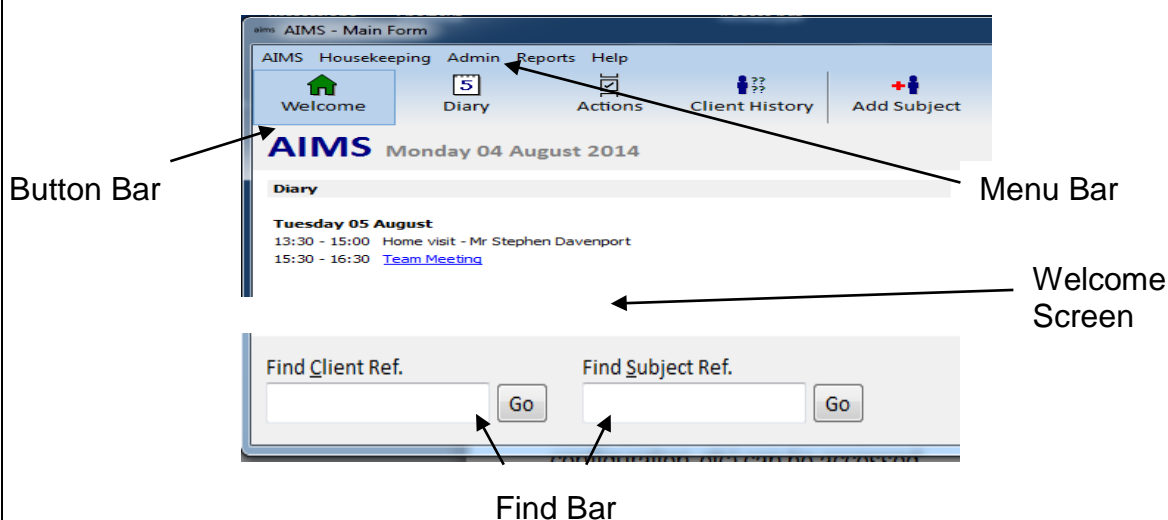 aims AIMS - Main Form
AIMS Housekeeping Admin Reports Help
5 ?? ??
Welcome Diary Actions Client History Add Subject
AIMS Monday 04 August 2014
Button Bar
Menu Bar
Diary
Tuesday 05 August
13:30 - 15:00 Home visit - Mr Stephen Davenport
15:30 - 16:30 Team Meeting
Welcome
Screen
Find Client Ref. Find Subject Ref.
Go Go
Find Bar